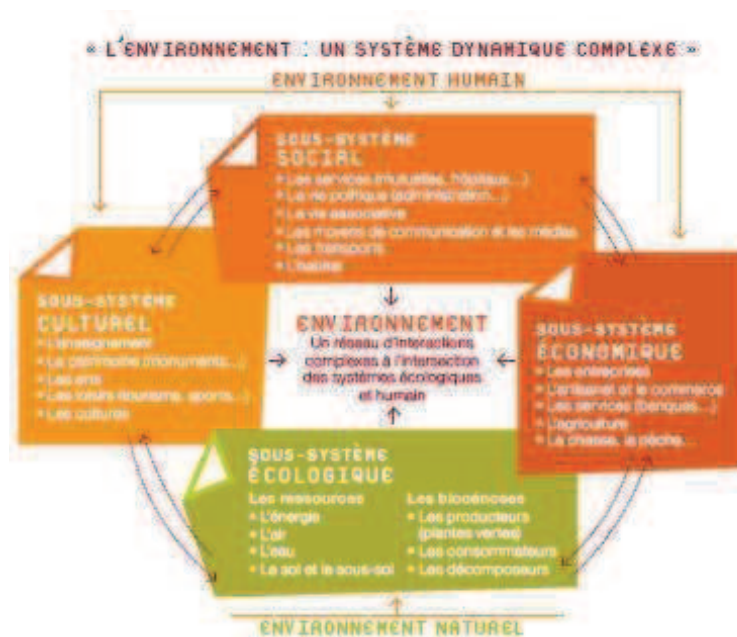 « L'ENVIRONNEMENT : UN SYSTÈME DYNAMIQUE COMPLEXE »
ENVIRONNEMENT HUMAIN
SOUS-SYSTÈME
SOCIAL
• Les services (mutuelles, hôpitaux...)
• La vie politique (administration...)
• La vie associative
• Les moyens de communication et les médias
• Les transports
• L'habitat
SOUS-SYSTÈME
CULTUREL
• L'enseignement
• Le patrimoine (monuments...)
• Les arts
• Les loisirs (tourisme, sports...)
• Les cultures
ENVIRONNEMENT
Un réseau d'interactions
complexes à l'intersection
des systèmes écologiques
et humain
SOUS-SYSTÈME
ÉCONOMIQUE
• Les entreprises
• L'artisanat et le commerce
• Les services (banques...)
• L'agriculture
• La chasse, la pêche...
SOUS-SYSTÈME
ÉCOLOGIQUE
Les ressources
• L'énergie
• L'air
• L'eau
• Le sol et le sous-sol
Les biocénoses
• Les producteurs
(plantes vertes)
• Les consommateurs
• Les décomposeurs
ENVIRONNEMENT NATUREL